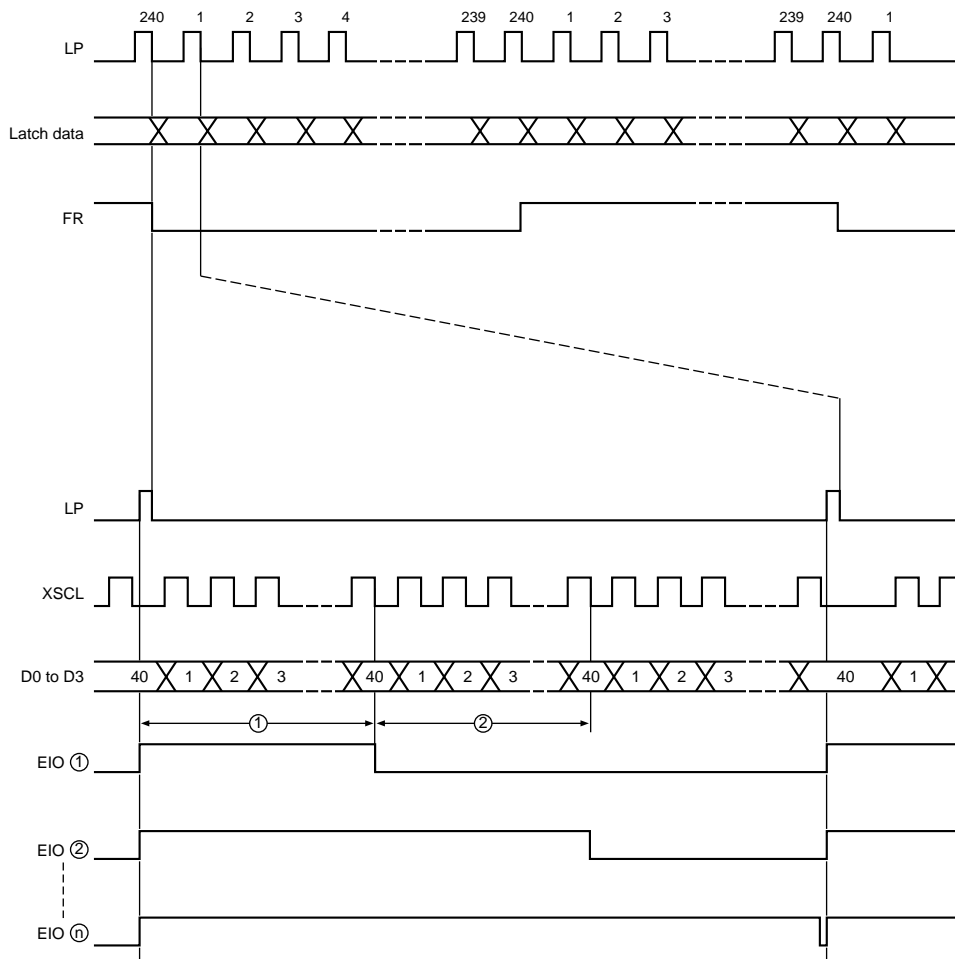 240 1 2 3 4 239 240 1 2 3 239 240 1
LP
Latch data
FR
LP
XSCL
D0 to D3 40 1 2 3 40 1 2 3 40 1 2 3 40 1
① ②
EIO ①
EIO ②
EIO ⓝ